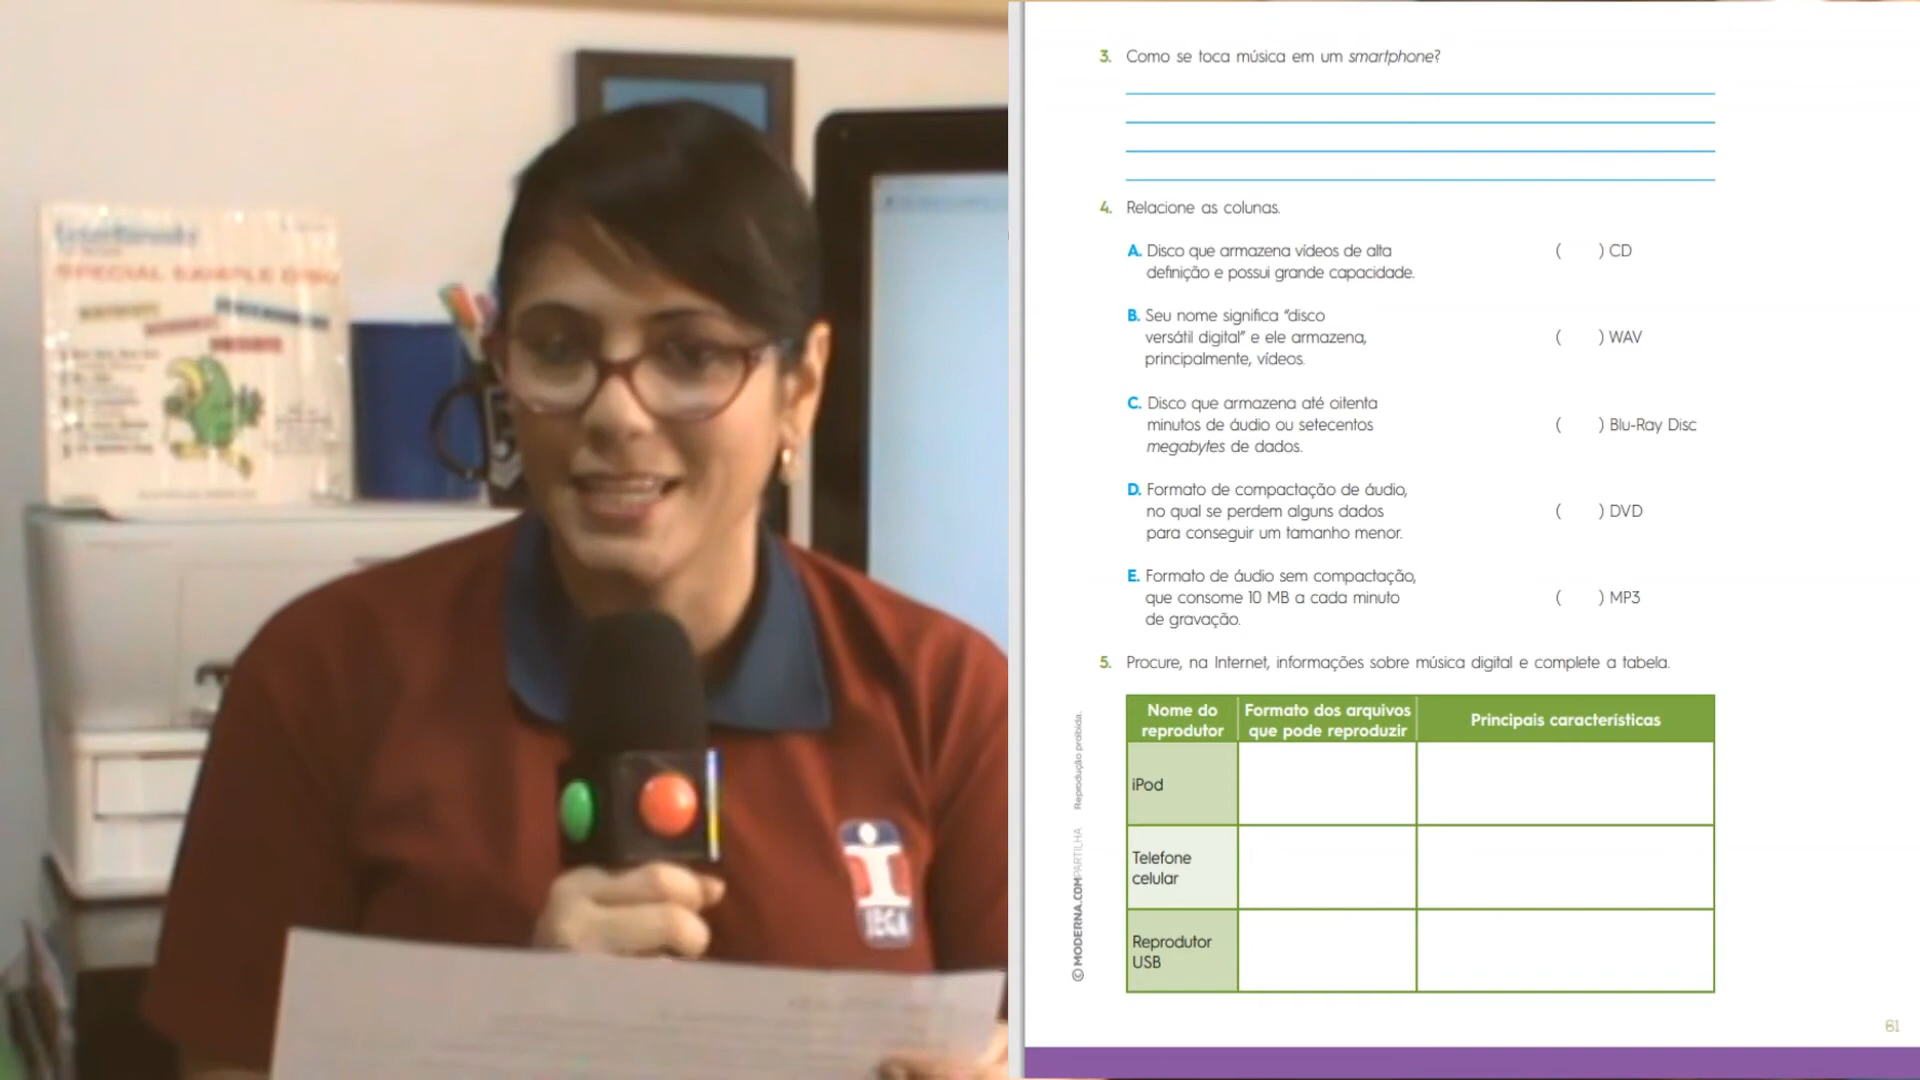 SPECIAL SAMPLE DISC
IBGA
3. Como se toca música em um smartphone?
4. Relacione as colunas.
A. Disco que armazena vídeos de alta
definição e possui grande capacidade.
( ) CD
B. Seu nome significa “disco
versátil digital” e ele armazena,
principalmente, vídeos.
( ) WAV
C. Disco que armazena até oitenta
minutos de áudio ou setecentos
megabytes de dados.
( ) Blu-Ray Disc
D. Formato de compactação de áudio,
no qual se perdem alguns dados
para conseguir um tamanho menor.
( ) DVD
E. Formato de áudio sem compactação,
que consome 10 MB a cada minuto
de gravação.
( ) MP3
5. Procure, na Internet, informações sobre música digital e complete a tabela.
Nome do
reprodutor
Formato dos arquivos
que pode reproduzir
Principais características
iPod
Telefone
celular
Reprodutor
USB
© MODERNA.COMPARTILHA Reprodução proibida.
61